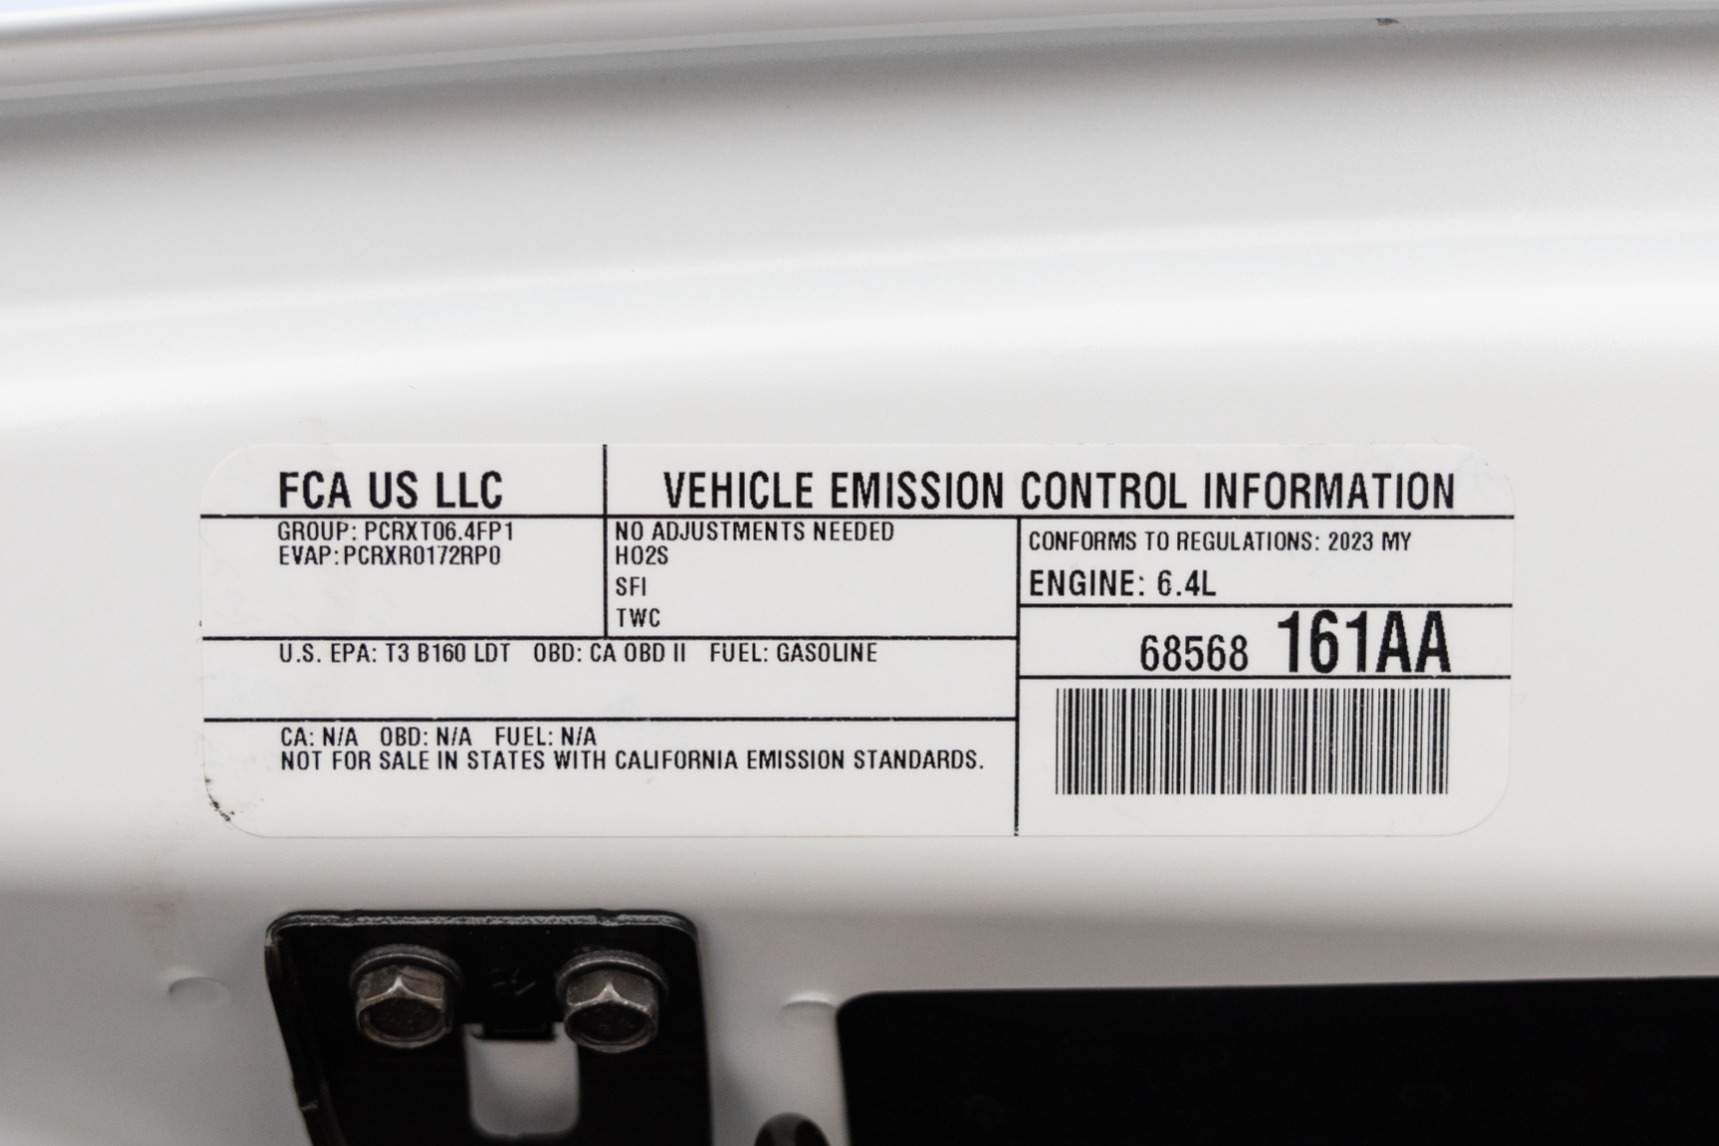 FCA US LLC
VEHICLE EMISSION CONTROL INFORMATION
GROUP: PCRXT06.4FP1
EVAP: PCRXR0172RP0
NO ADJUSTMENTS NEEDED
HO2S
SFI
TWC
CONFORMS TO REGULATIONS: 2023 MY
ENGINE: 6.4L
68568 161AA
U.S. EPA: T3 B160 LDT OBD: CA OBD II FUEL: GASOLINE
CA: N/A OBD: N/A FUEL: N/A
NOT FOR SALE IN STATES WITH CALIFORNIA EMISSION STANDARDS.